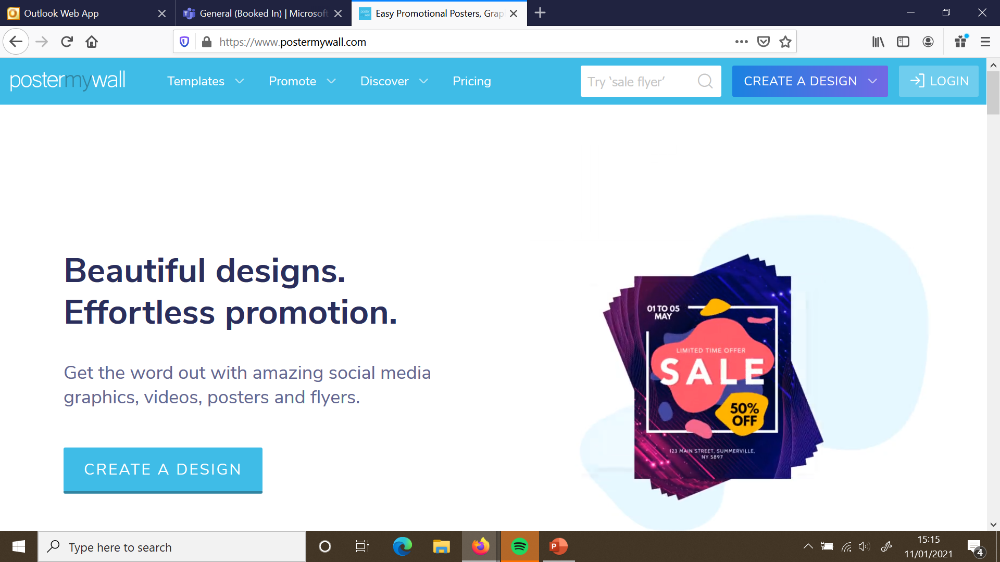 Outlook Web App
General (Booked In) | Microsoft
Easy Promotional Posters, Grap
https://www.postermywall.com
postermywall
Templates
Promote
Discover
Pricing
Try ‘sale flyer’
CREATE A DESIGN
LOGIN
Beautiful designs.
Effortless promotion.
Get the word out with amazing social media
graphics, videos, posters and flyers.
CREATE A DESIGN
01 TO 05
MAY
LIMITED TIME OFFER
SALE
50%
OFF
123 MAIN STREET, SUMMERVILLE,
NY 5897
Type here to search
15:15
11/01/2021
4